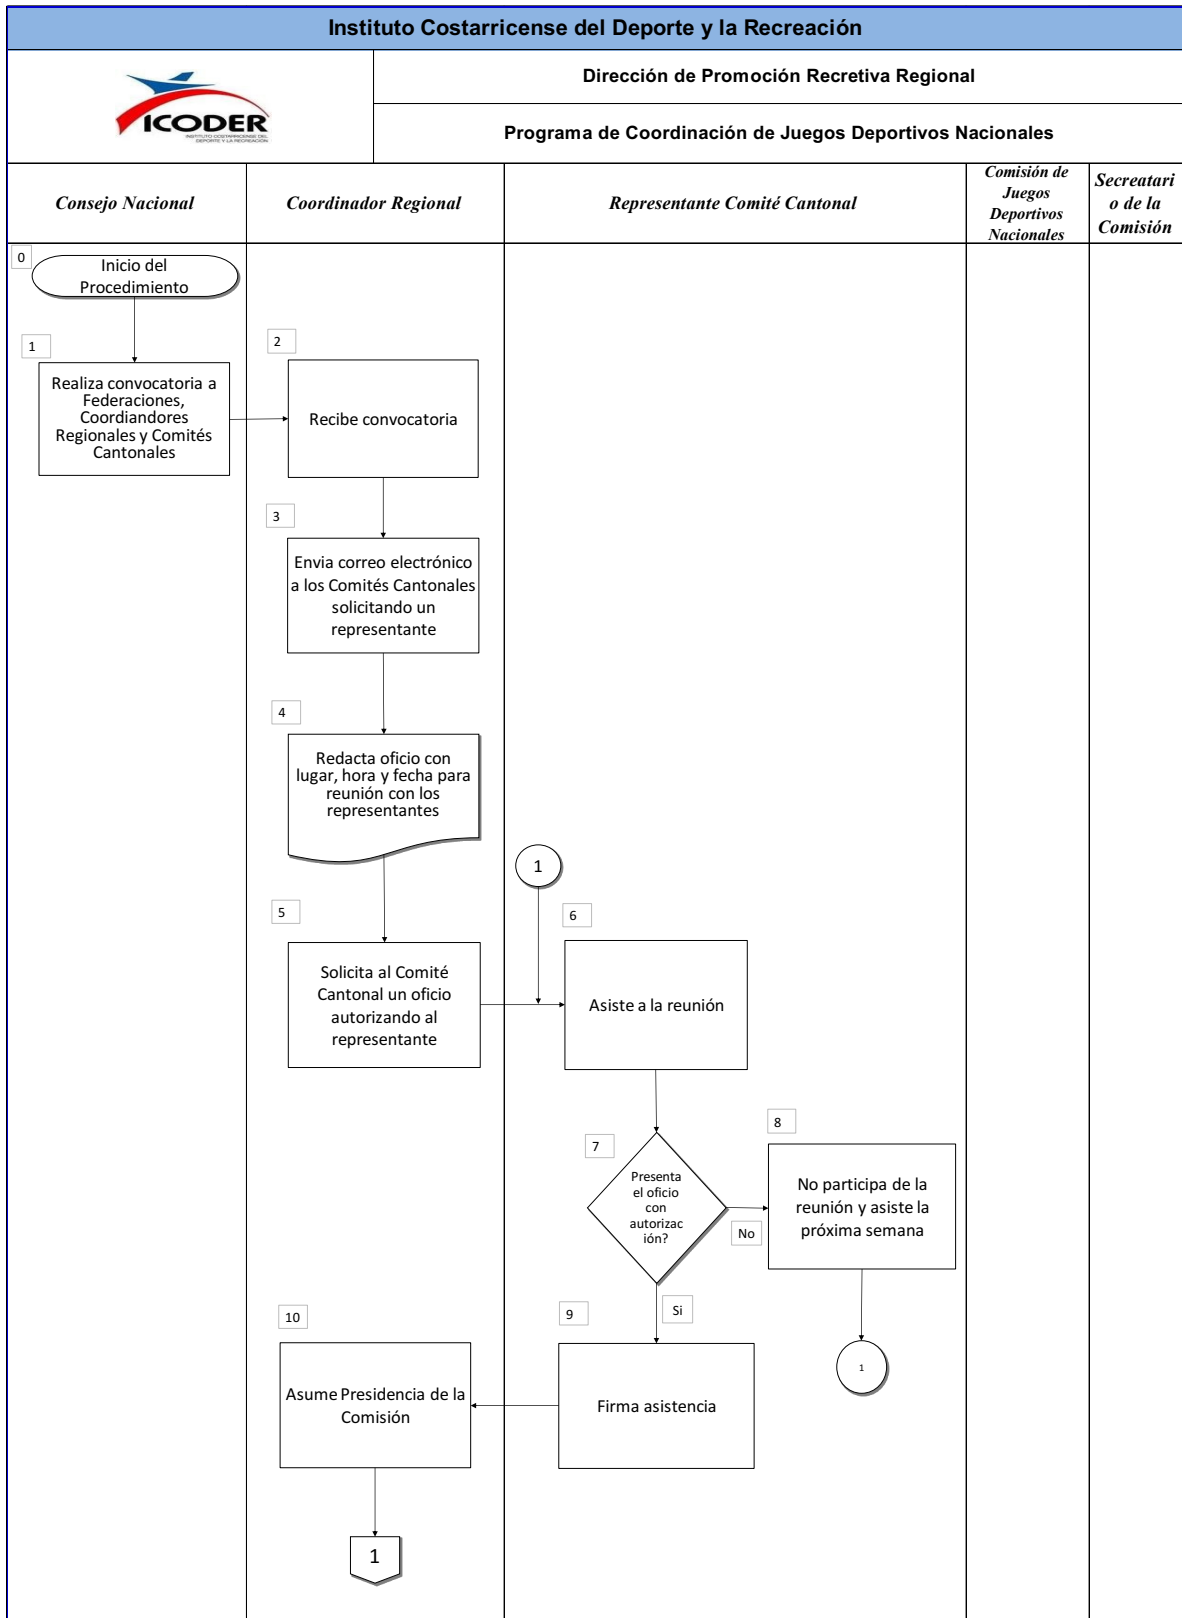 Instituto Costarricense del Deporte y la Recreación
ICODER
INSTITUTO COSTARRICENSE DEL
DEPORTE Y LA RECREACIÓN
Dirección de Promoción Recretiva Regional
Programa de Coordinación de Juegos Deportivos Nacionales
Consejo Nacional
Coordinador Regional
Representante Comité Cantonal
Comisión de
Juegos
Deportivos
Nacionales
Secreatari
o de la
Comisión
0
Inicio del
Procedimiento
1
Realiza convocatoria a
Federaciones,
Coordiandores
Regionales y Comités
Cantonales
2
Recibe convocatoria
3
Envia correo electrónico
a los Comités Cantonales
solicitando un
representante
4
Redacta oficio con
lugar, hora y fecha para
reunión con los
representantes
1
5
Solicita al Comité
Cantonal un oficio
autorizando al
representante
6
Asiste a la reunión
7
Presenta
el oficio
con
autorizac
ión?
No
8
No participa de la
reunión y asiste la
próxima semana
1
Si
9
Firma asistencia
10
Asume Presidencia de la
Comisión
1